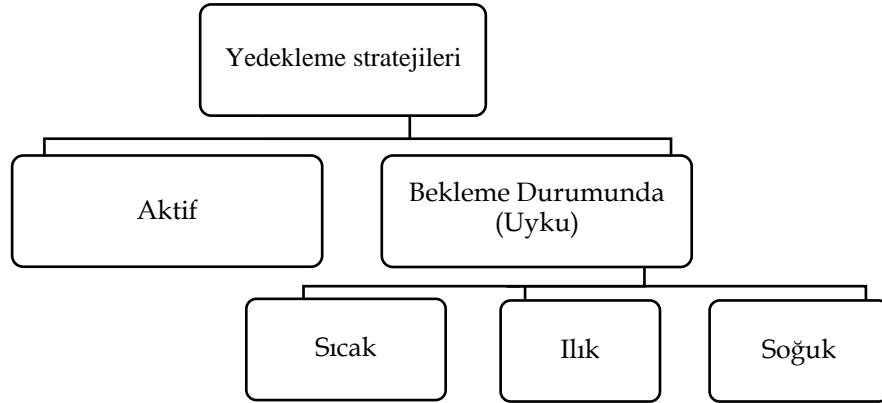 Yedekleme stratejileri
Aktif
Bekleme Durumunda
(Uyku)
Sıcak
Ilık
Soğuk